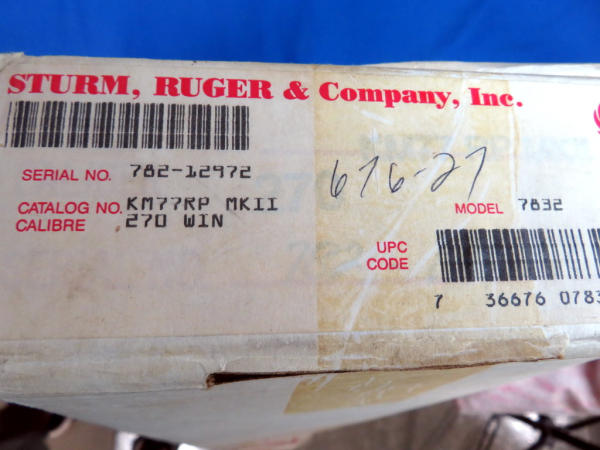 STURM, RUGER & Company, Inc.
SERIAL NO. 782-12972
676-27
CATALOG NO. KM77RP MKII
MODEL 7832
CALIBRE 270 WIN
UPC
CODE
7 36676 0783